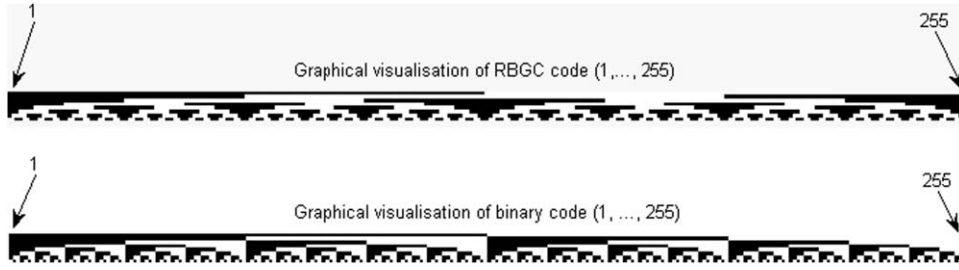 1
255
Graphical visualisation of RBGC code (1,..., 255)
1
255
Graphical visualisation of binary code (1, ..., 255)